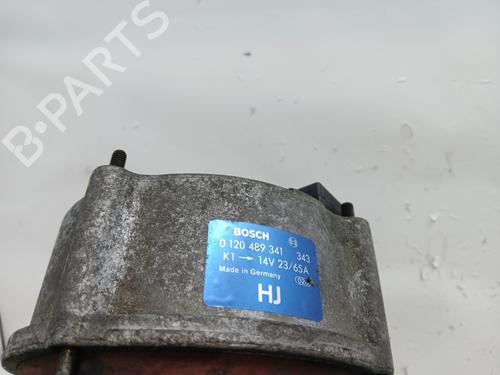 B-PARTS
BOSCH
0 120 489 341 343
K1 → 14V 23/65A
Made in Germany
HJ